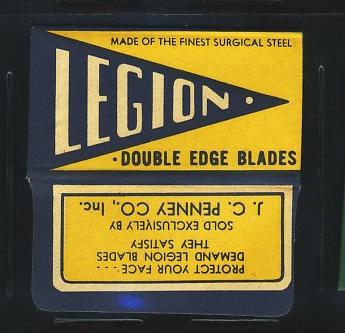 MADE OF THE FINEST SURGICAL STEEL
LEGION·
·DOUBLE EDGE BLADES
PROTECT YOUR FACE...
DEMAND LEGION BLADES
THEY SATISFY
SOLD EXCLUSIVELY BY
J. C. PENNEY CO., Inc.